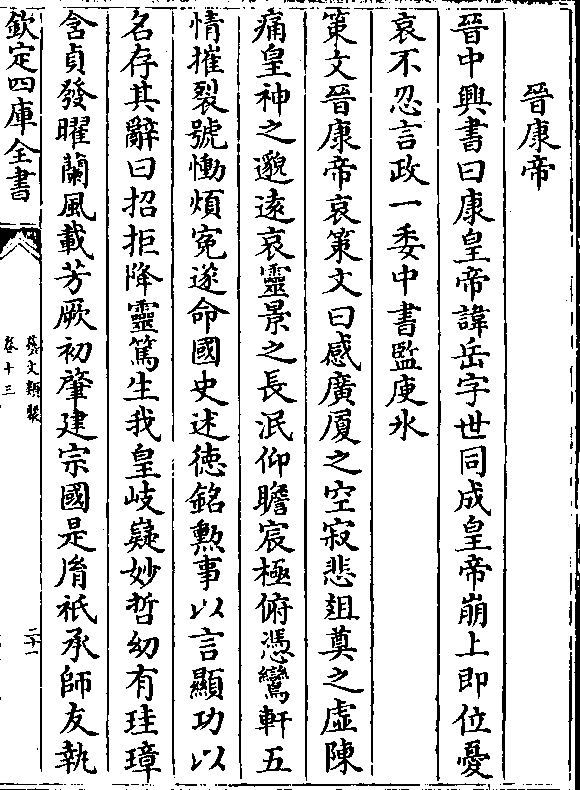 晉康帝
晉中興書曰康皇帝諱岳字世同成皇帝崩上即位憂
哀不忍言政一委中書監庾氷
策文晉康帝哀策文曰感廣厦之空寂悲俎奠之虛陳
痛皇神之邈逺哀靈景之長泯仰瞻宸極俯憑鸞軒五
情摧裂號慟煩寃遂命國史述徳銘勲事以言顯功以
名存其辭曰招拒降靈篤生我皇岐嶷妙哲幼有珪璋
含貞發曜蘭風載芳厥初肇建宗國是胥祇承師友執
欽定四庫全書
藝文類聚
卷十三
二十一